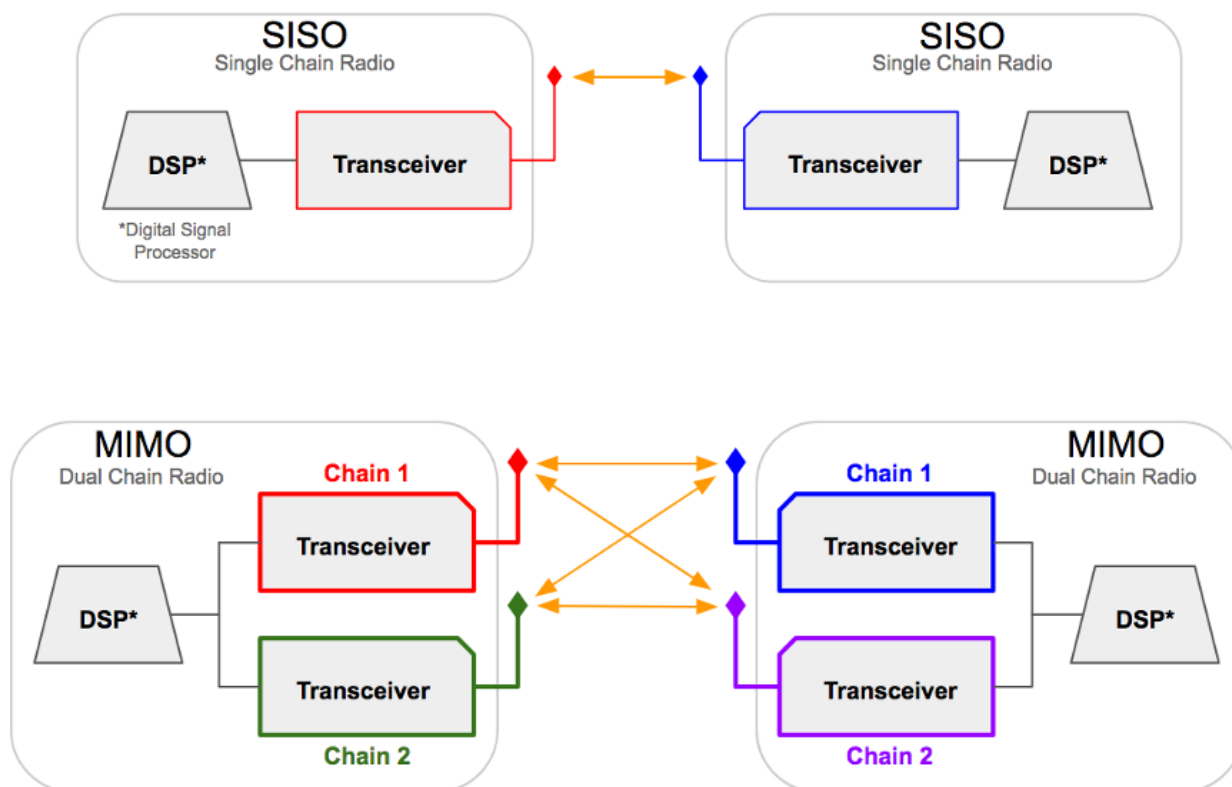 SISO
Single Chain Radio
DSP*
Transceiver
*Digital Signal
Processor
SISO
Single Chain Radio
Transceiver
DSP*
MIMO
Dual Chain Radio
Chain 1
Transceiver
DSP*
Transceiver
Chain 2
MIMO
Dual Chain Radio
Chain 1
Transceiver
DSP*
Transceiver
Chain 2